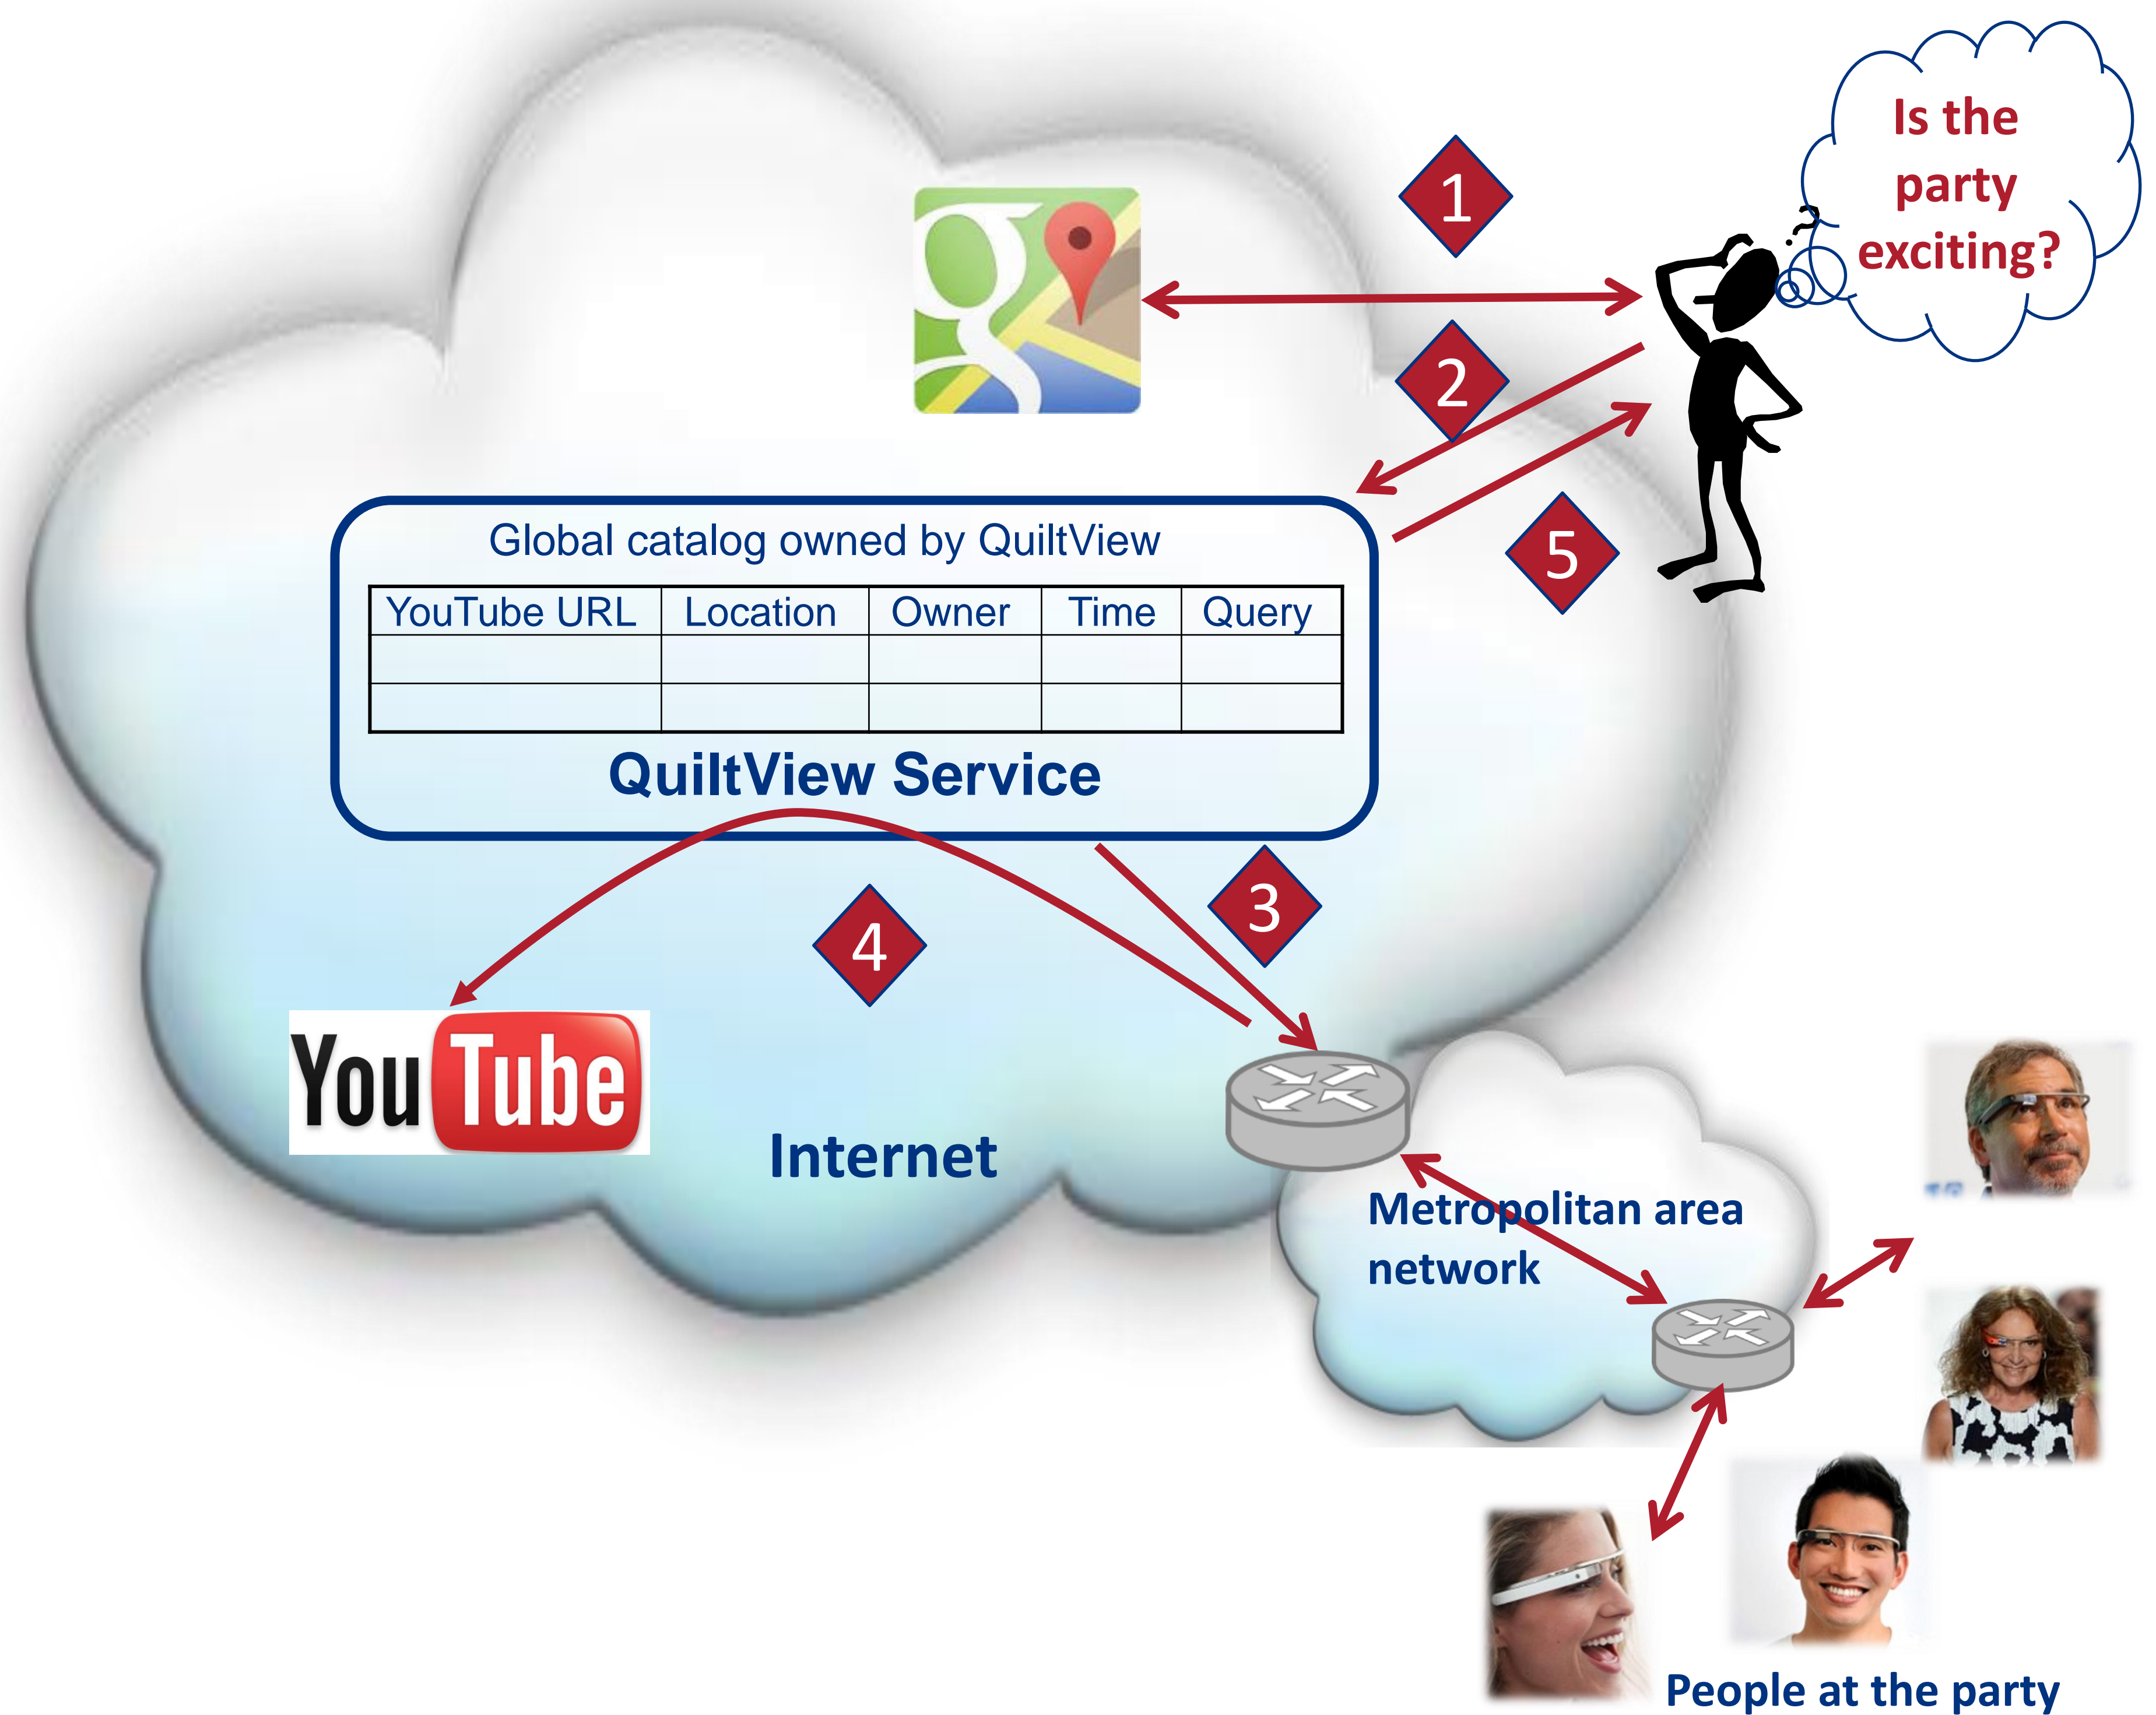 Is the
party
exciting?
1
2
5
Global catalog owned by QuiltView
YouTube URL Location Owner Time Query
QuiltView Service
3
4
YouTube
Internet
Metropolitan area
network
People at the party